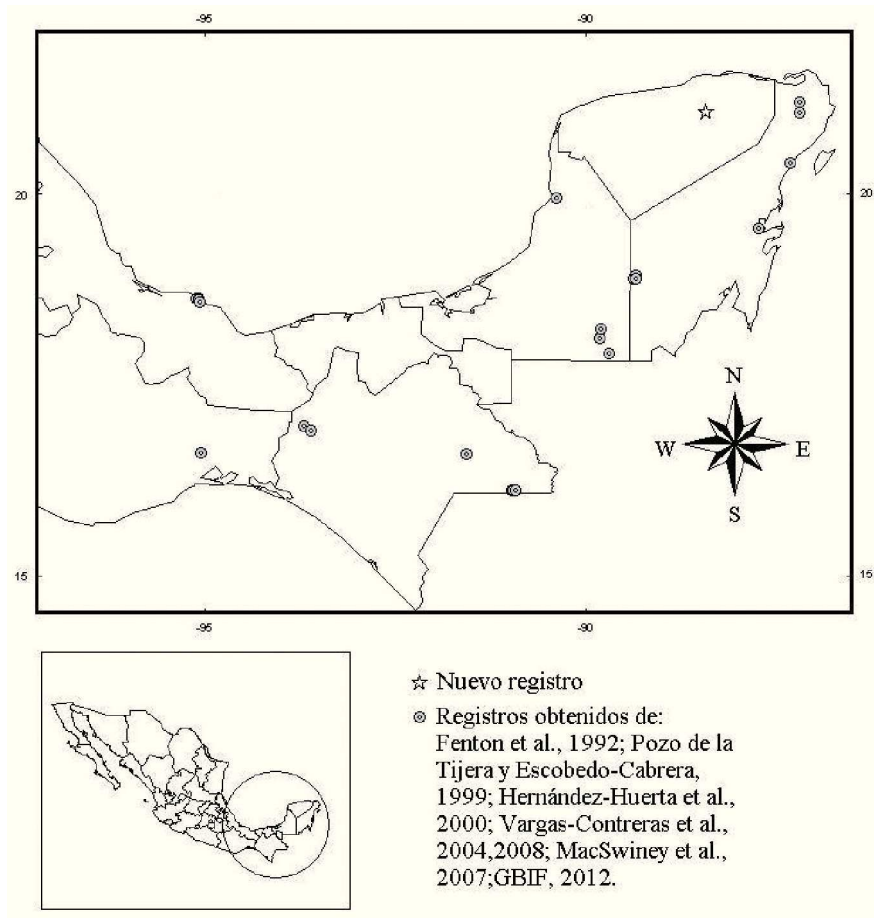 -95
-90
20
20
15
15
-95
-90
N
W
E
S
Nuevo registro
Registros obtenidos de:
Fenton et al., 1992; Pozo de la
Tijera y Escobedo-Cabrera,
1999; Hernández-Huerta et al.,
2000; Vargas-Contreras et al.,
2004,2008; MacSwiney et al.,
2007;GBIF, 2012.